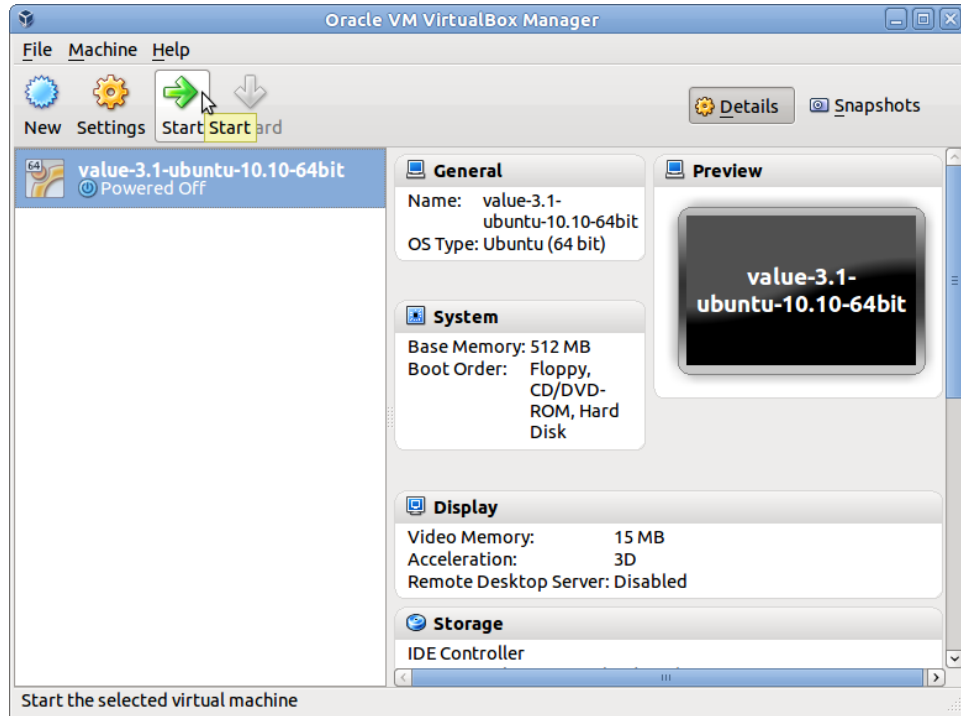 Oracle VM VirtualBox Manager
File Machine Help
New Settings Start Start ard
Details Snapshots
64
value-3.1-ubuntu-10.10-64bit
Powered Off
General
Name: value-3.1-
ubuntu-10.10-64bit
OS Type: Ubuntu (64 bit)
System
Base Memory: 512 MB
Boot Order: Floppy,
CD/DVD-
ROM, Hard
Disk
Preview
value-3.1-
ubuntu-10.10-64bit
Display
Video Memory: 15 MB
Acceleration: 3D
Remote Desktop Server: Disabled
Storage
IDE Controller
Start the selected virtual machine